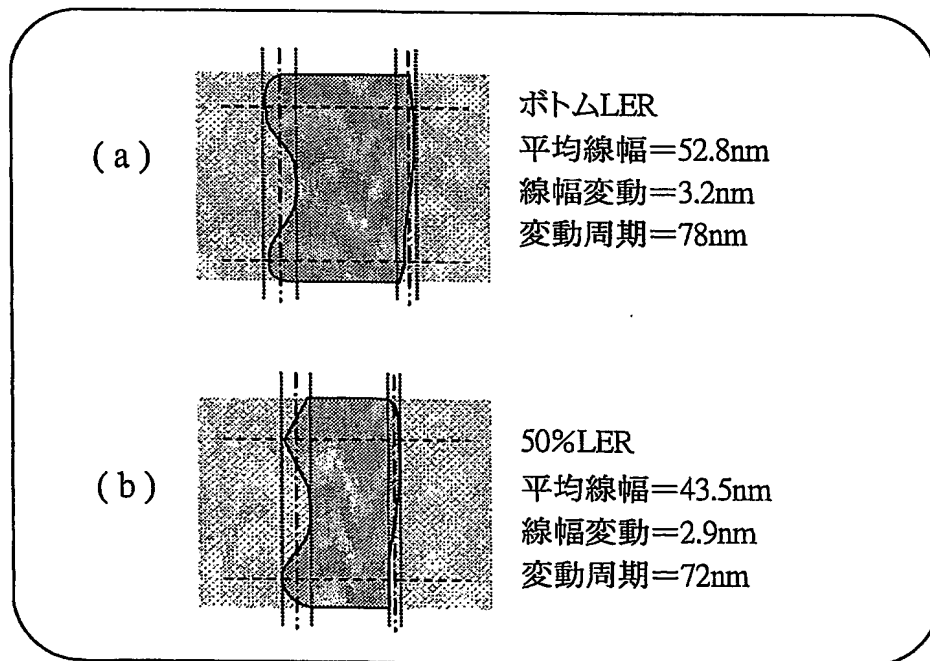 (a)
ボトムLER
平均線幅=52.8nm
線幅変動=3.2nm
変動周期=78nm
(b)
50%LER
平均線幅=43.5nm
線幅変動=2.9nm
変動周期=72nm